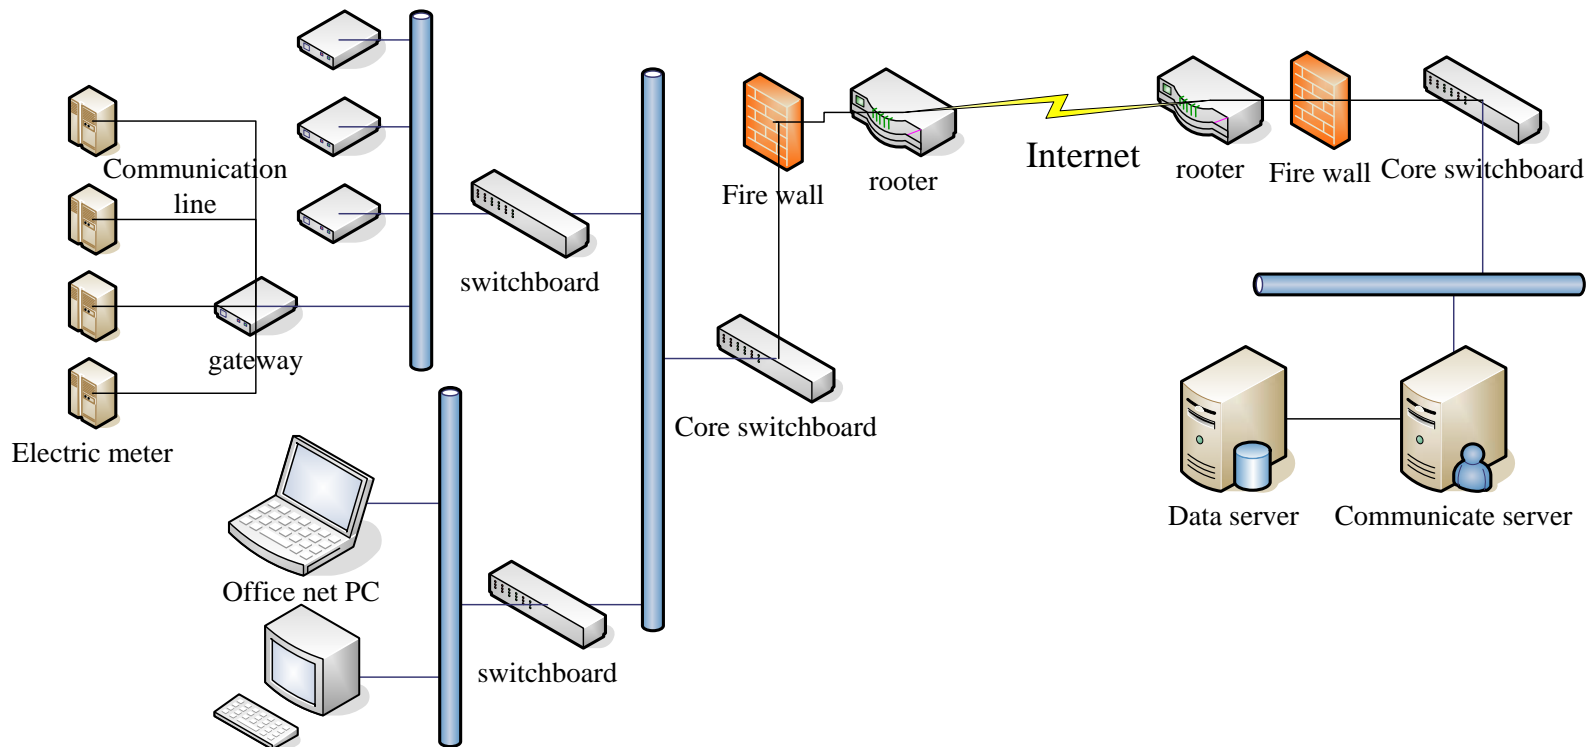 Communication
line
gateway
Electric meter
switchboard
Office net PC
switchboard
Core switchboard
Fire wall
rooter
Internet
rooter
Fire wall
Core switchboard
Data server
Communicate server